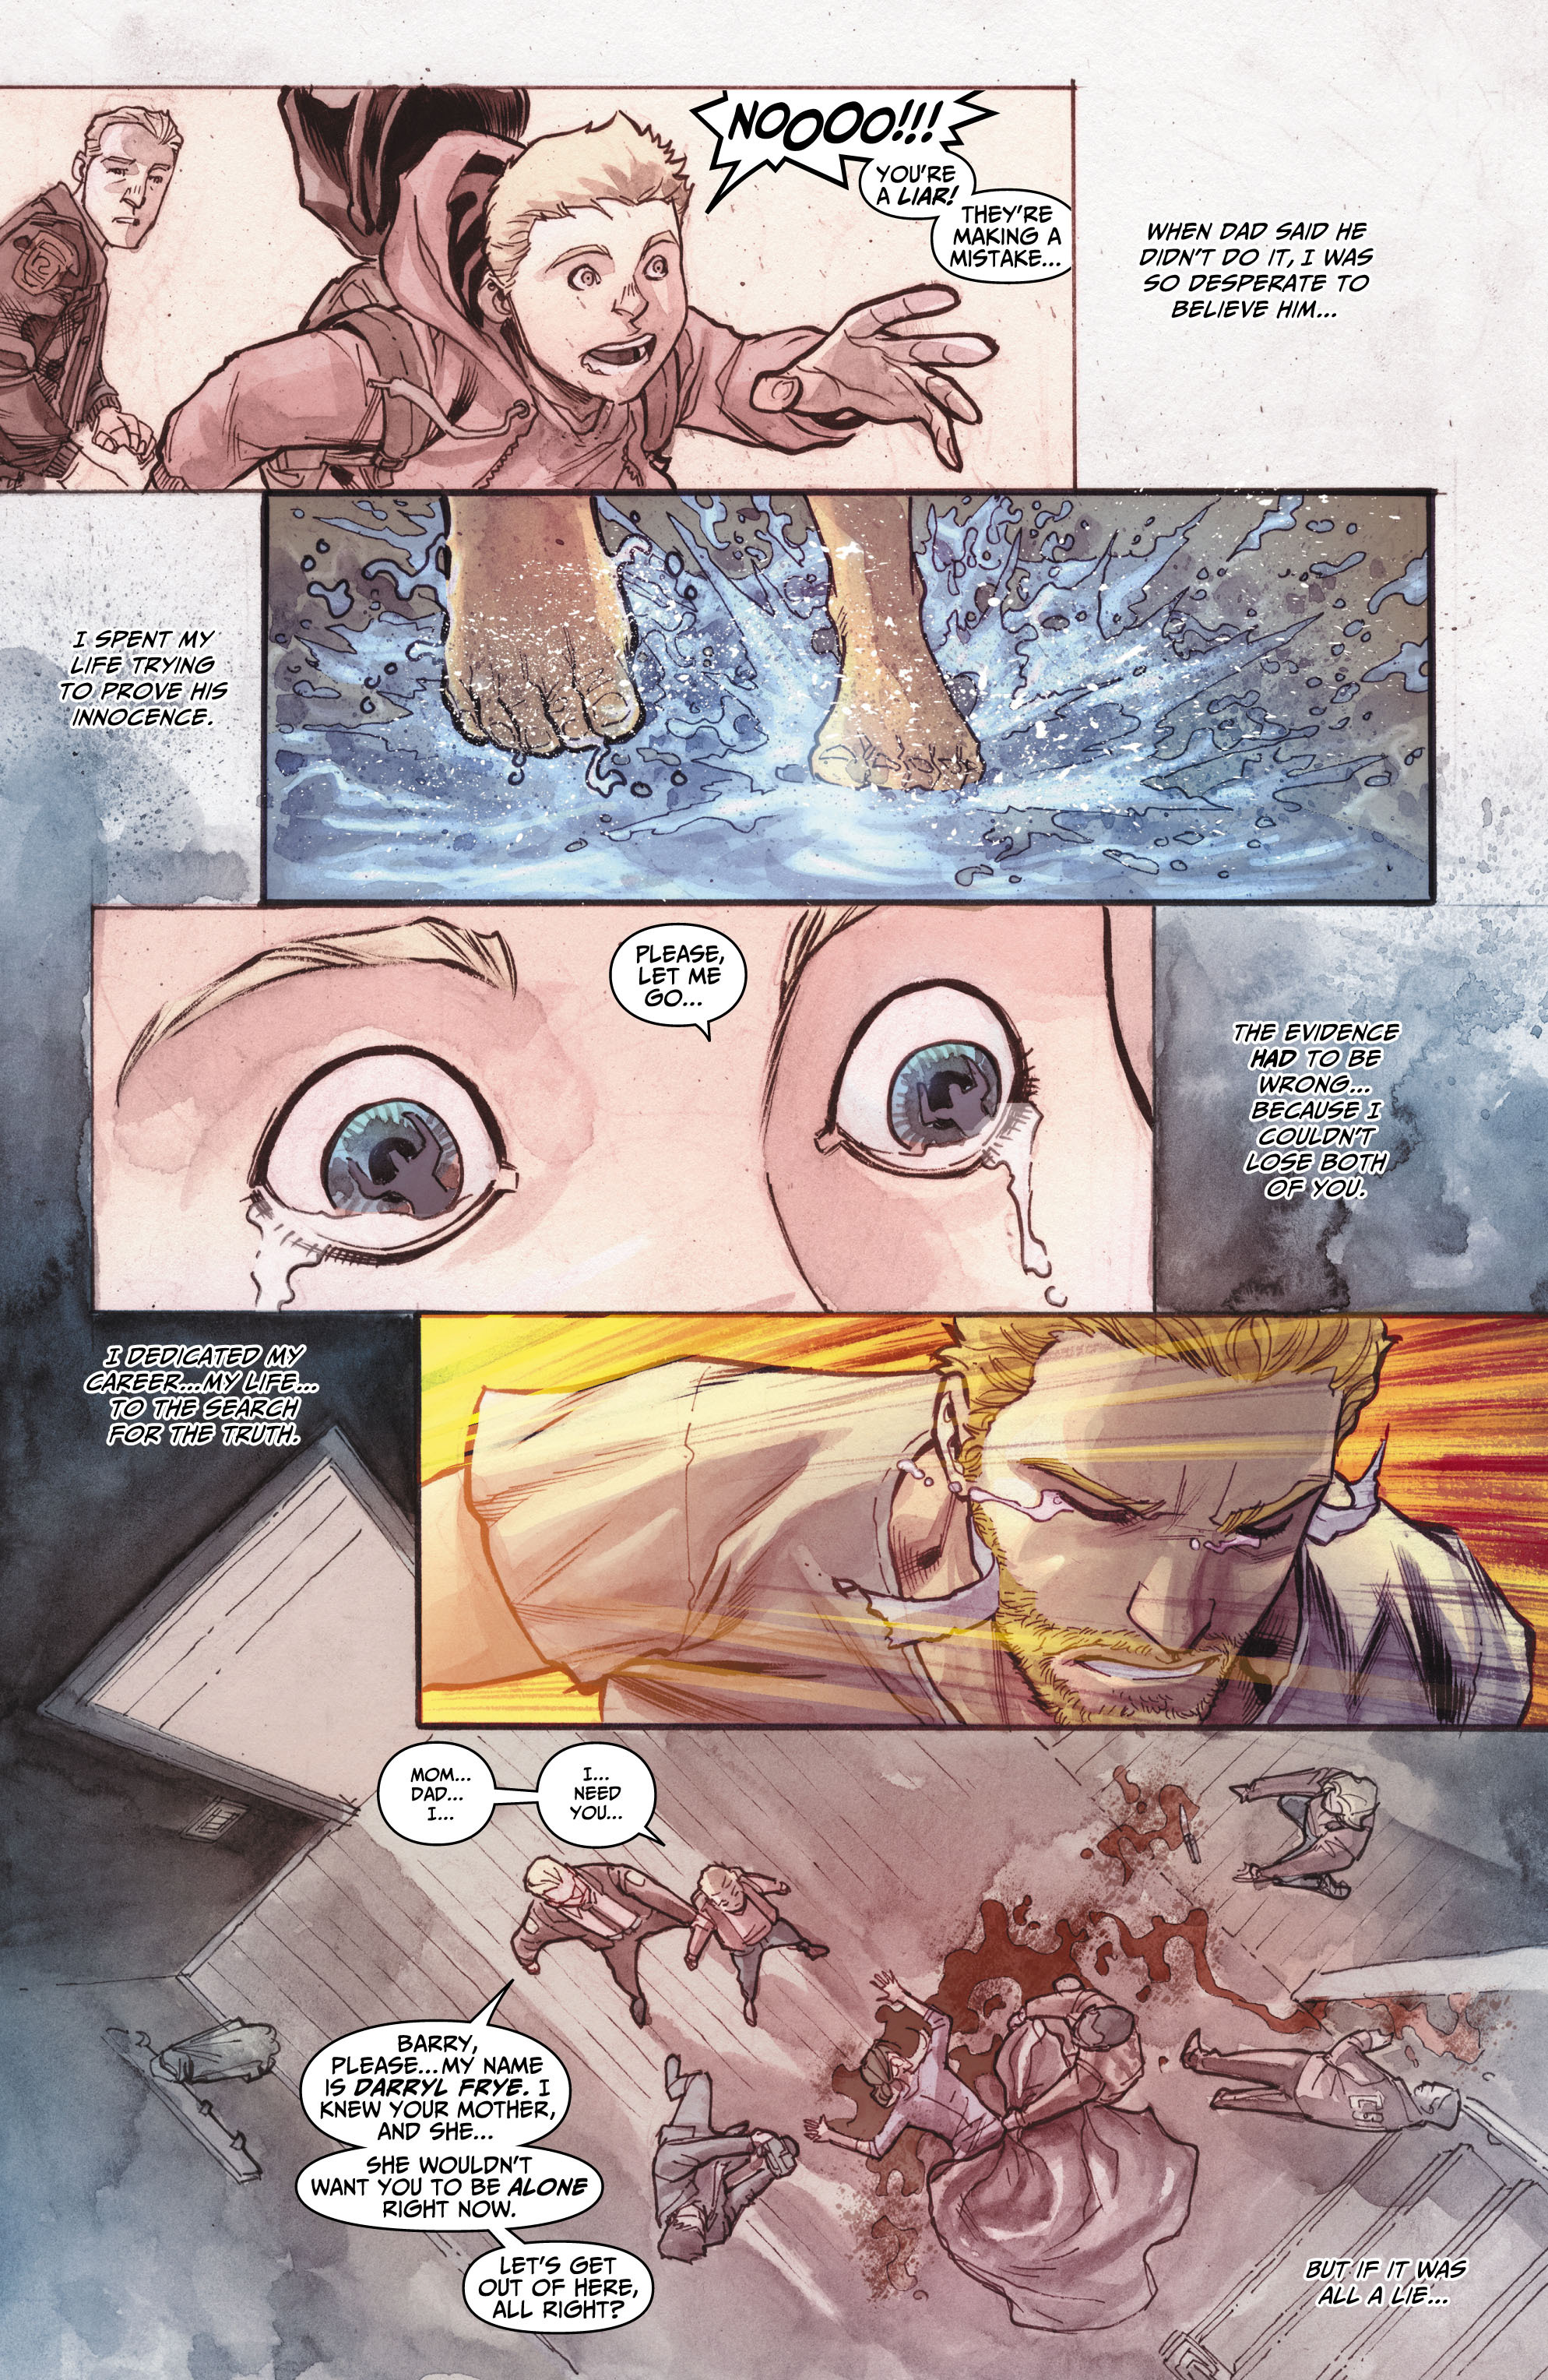 NOOOO!!!
YOU'RE
A LIAR!
THEY'RE
MAKING A
MISTAKE...
WHEN DAD SAID HE
DIDN'T DO IT, I WAS
SO DESPERATE TO
BELIEVE HIM...
I SPENT MY
LIFE TRYING
TO PROVE HIS
INNOCENCE.
PLEASE,
LET ME
GO...
THE EVIDENCE
HAD TO BE
WRONG...
BECAUSE I
COULDN'T
LOSE BOTH
OF YOU.
I DEDICATED MY
CAREER...MY LIFE...
TO THE SEARCH
FOR THE TRUTH.
MOM...
DAD...
I...
I...
NEED
YOU...
BARRY,
PLEASE...MY NAME
IS DARRYL FRYE. I
KNEW YOUR MOTHER,
AND SHE...
SHE WOULDN'T
WANT YOU TO BE ALONE
RIGHT NOW.
LET'S GET
OUT OF HERE,
ALL RIGHT?
BUT IF IT WAS
ALL A LIE...